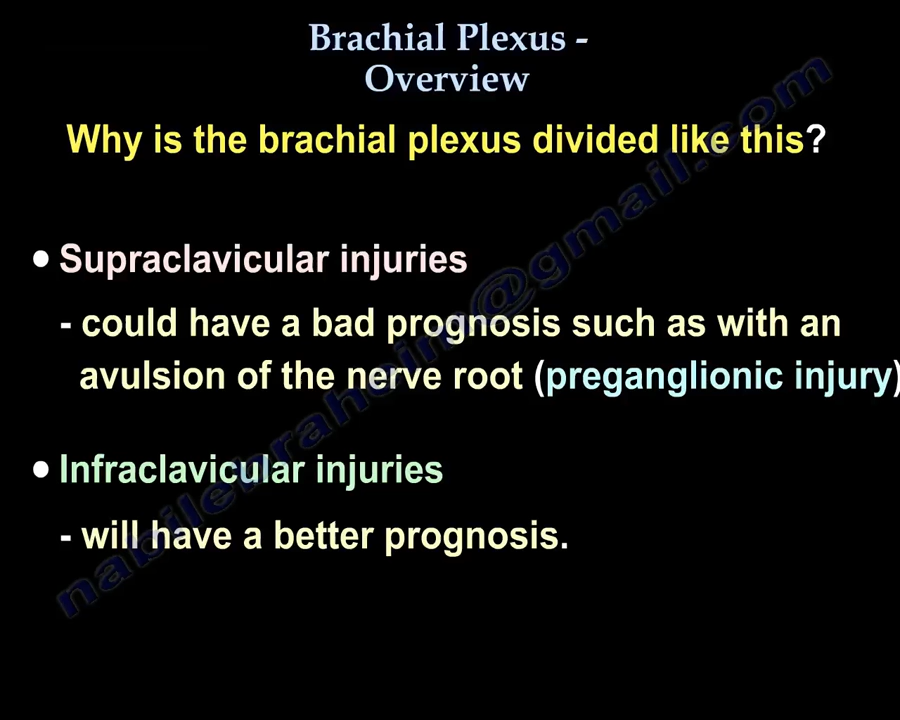 Brachial Plexus -
Overview
Why is the brachial plexus divided like this?
• Supraclavicular injuries
- could have a bad prognosis such as with an
avulsion of the nerve root (preganglionic injury)
• Infraclavicular injuries
- will have a better prognosis.
nabilebraheim@gmail.com